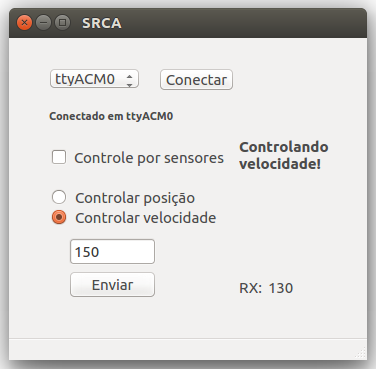 SRCA
ttyACM0 Conectar
Conectado em ttyACM0
Controle por sensores
Controlando
velocidade!
Controlar posição
Controlar velocidade
150
Enviar
RX: 130